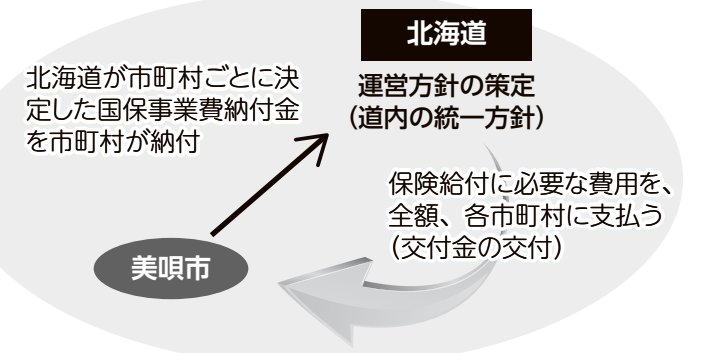 北海道
運営方針の策定
（道内の統一方針）
北海道が市町村ごとに決
定した国保事業費納付金
を市町村が納付
保険給付に必要な費用を、
全額、各市町村に支払う
（交付金の交付）
美唄市